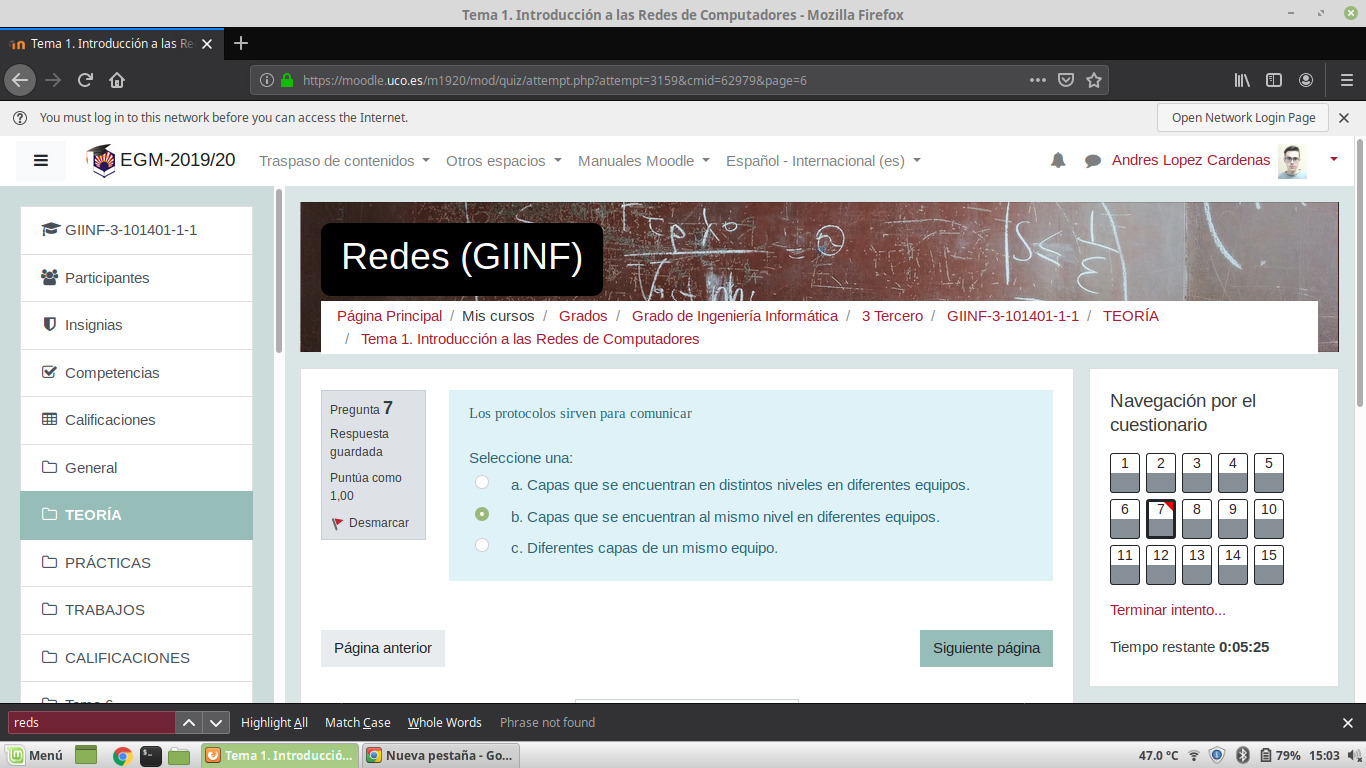 Tema 1. Introducción a las Redes de Computadores - Mozilla Firefox
Tema 1. Introducción a las Re
https://moodle.uco.es/m1920/mod/quiz/attempt.php?attempt=3159&cmid=62979&page=6
You must log in to this network before you can access the Internet.
Open Network Login Page
EGM-2019/20 Traspaso de contenidos Otros espacios Manuales Moodle Español - Internacional (es) Andres Lopez Cardenas
GIINF-3-101401-1-1
Participantes
Insignias
Competencias
Calificaciones
General
TEORÍA
PRÁCTICAS
TRABAJOS
CALIFICACIONES
Redes (GIINF)
Página Principal / Mis cursos / Grados / Grado de Ingeniería Informática / 3 Tercero / GIINF-3-101401-1-1 / TEORÍA
/ Tema 1. Introducción a las Redes de Computadores
Pregunta 7
Respuesta
guardada
Puntúa como
1,00
Desmarcar
Los protocolos sirven para comunicar
Seleccione una:
a. Capas que se encuentran en distintos niveles en diferentes equipos.
b. Capas que se encuentran al mismo nivel en diferentes equipos.
c. Diferentes capas de un mismo equipo.
Página anterior
Siguiente página
Navegación por el
cuestionario
1 2 3 4 5
6 7 8 9 10
11 12 13 14 15
Terminar intento...
Tiempo restante 0:05:25
reds Highlight All Match Case Whole Words Phrase not found
Menú Tema 1. Introducció... Nueva pestaña - Go... 47.0 °C 79% 15:03